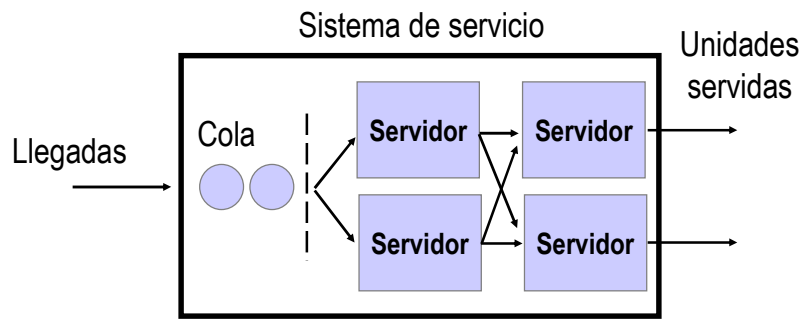 Sistema de servicio
Unidades
servidas
Llegadas
Cola
Servidor
Servidor
Servidor
Servidor